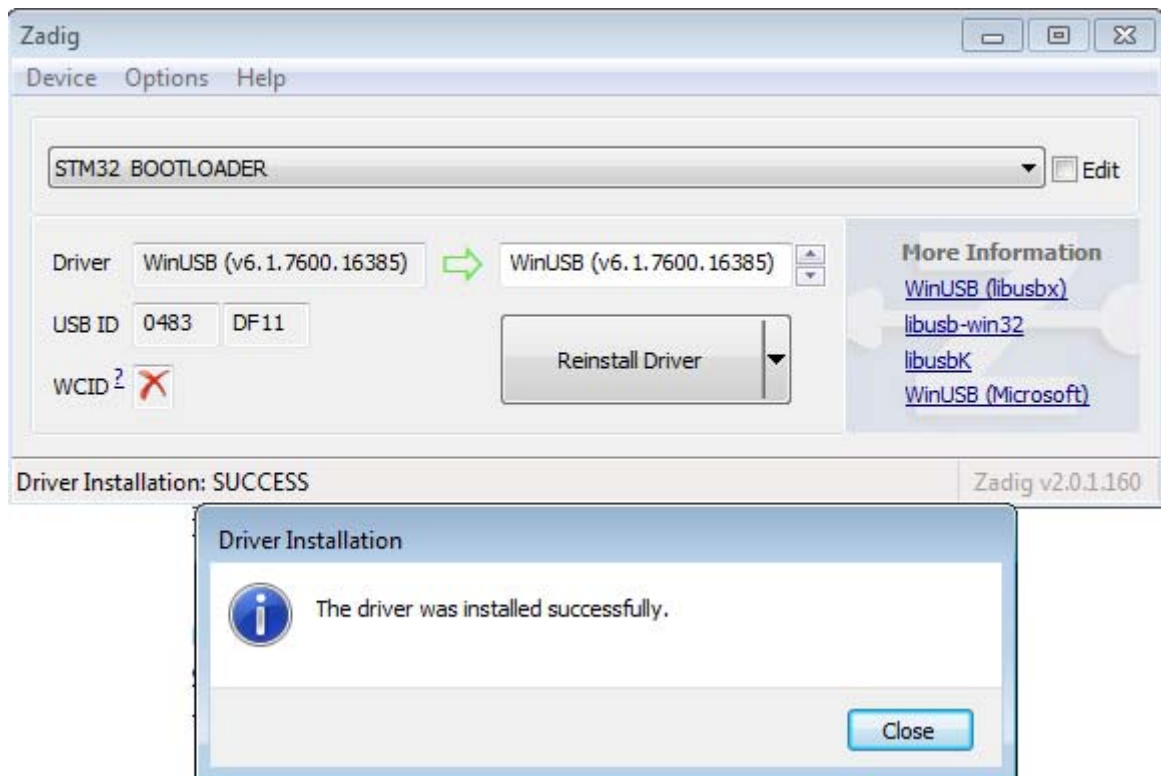 Zadig
Device Options Help
STM32 BOOTLOADER Edit
Driver WinUSB (v6.1.7600.16385) WinUSB (v6.1.7600.16385)
USB ID 0483 DF11
WCID ?
Reinstall Driver
More Information
WinUSB (libusbx)
libusb-win32
libusbK
WinUSB (Microsoft)
Driver Installation: SUCCESS Zadig v2.0.1.160
Driver Installation
The driver was installed successfully.
Close